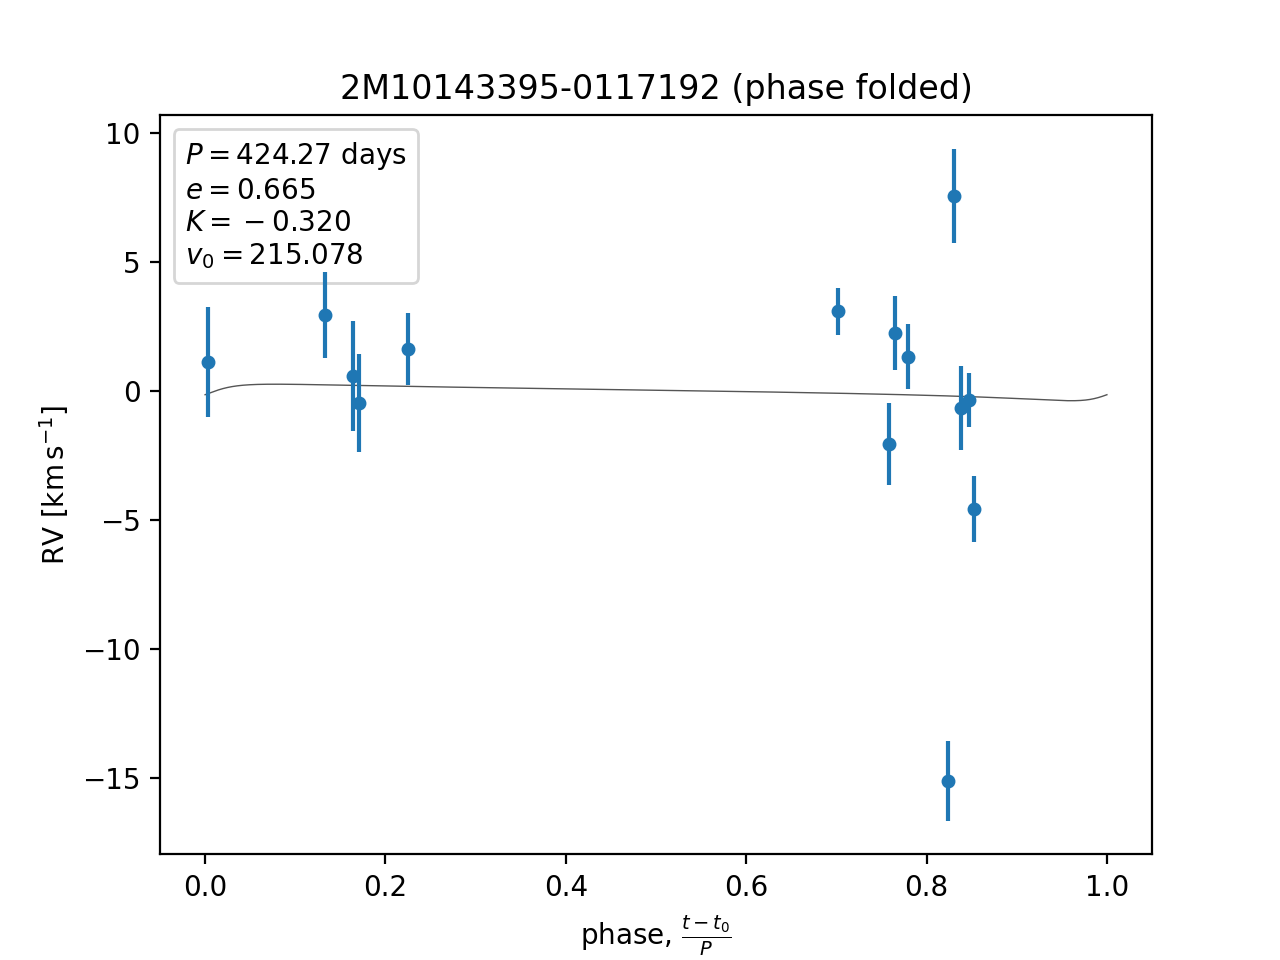 2M10143395-0117192 (phase folded)
P = 424.27 days
e = 0.665
K = −0.320
v₀ = 215.078
10
5
0
−5
−10
−15
RV [km s⁻¹]
0.0 0.2 0.4 0.6 0.8 1.0
phase, (t − t₀)/P